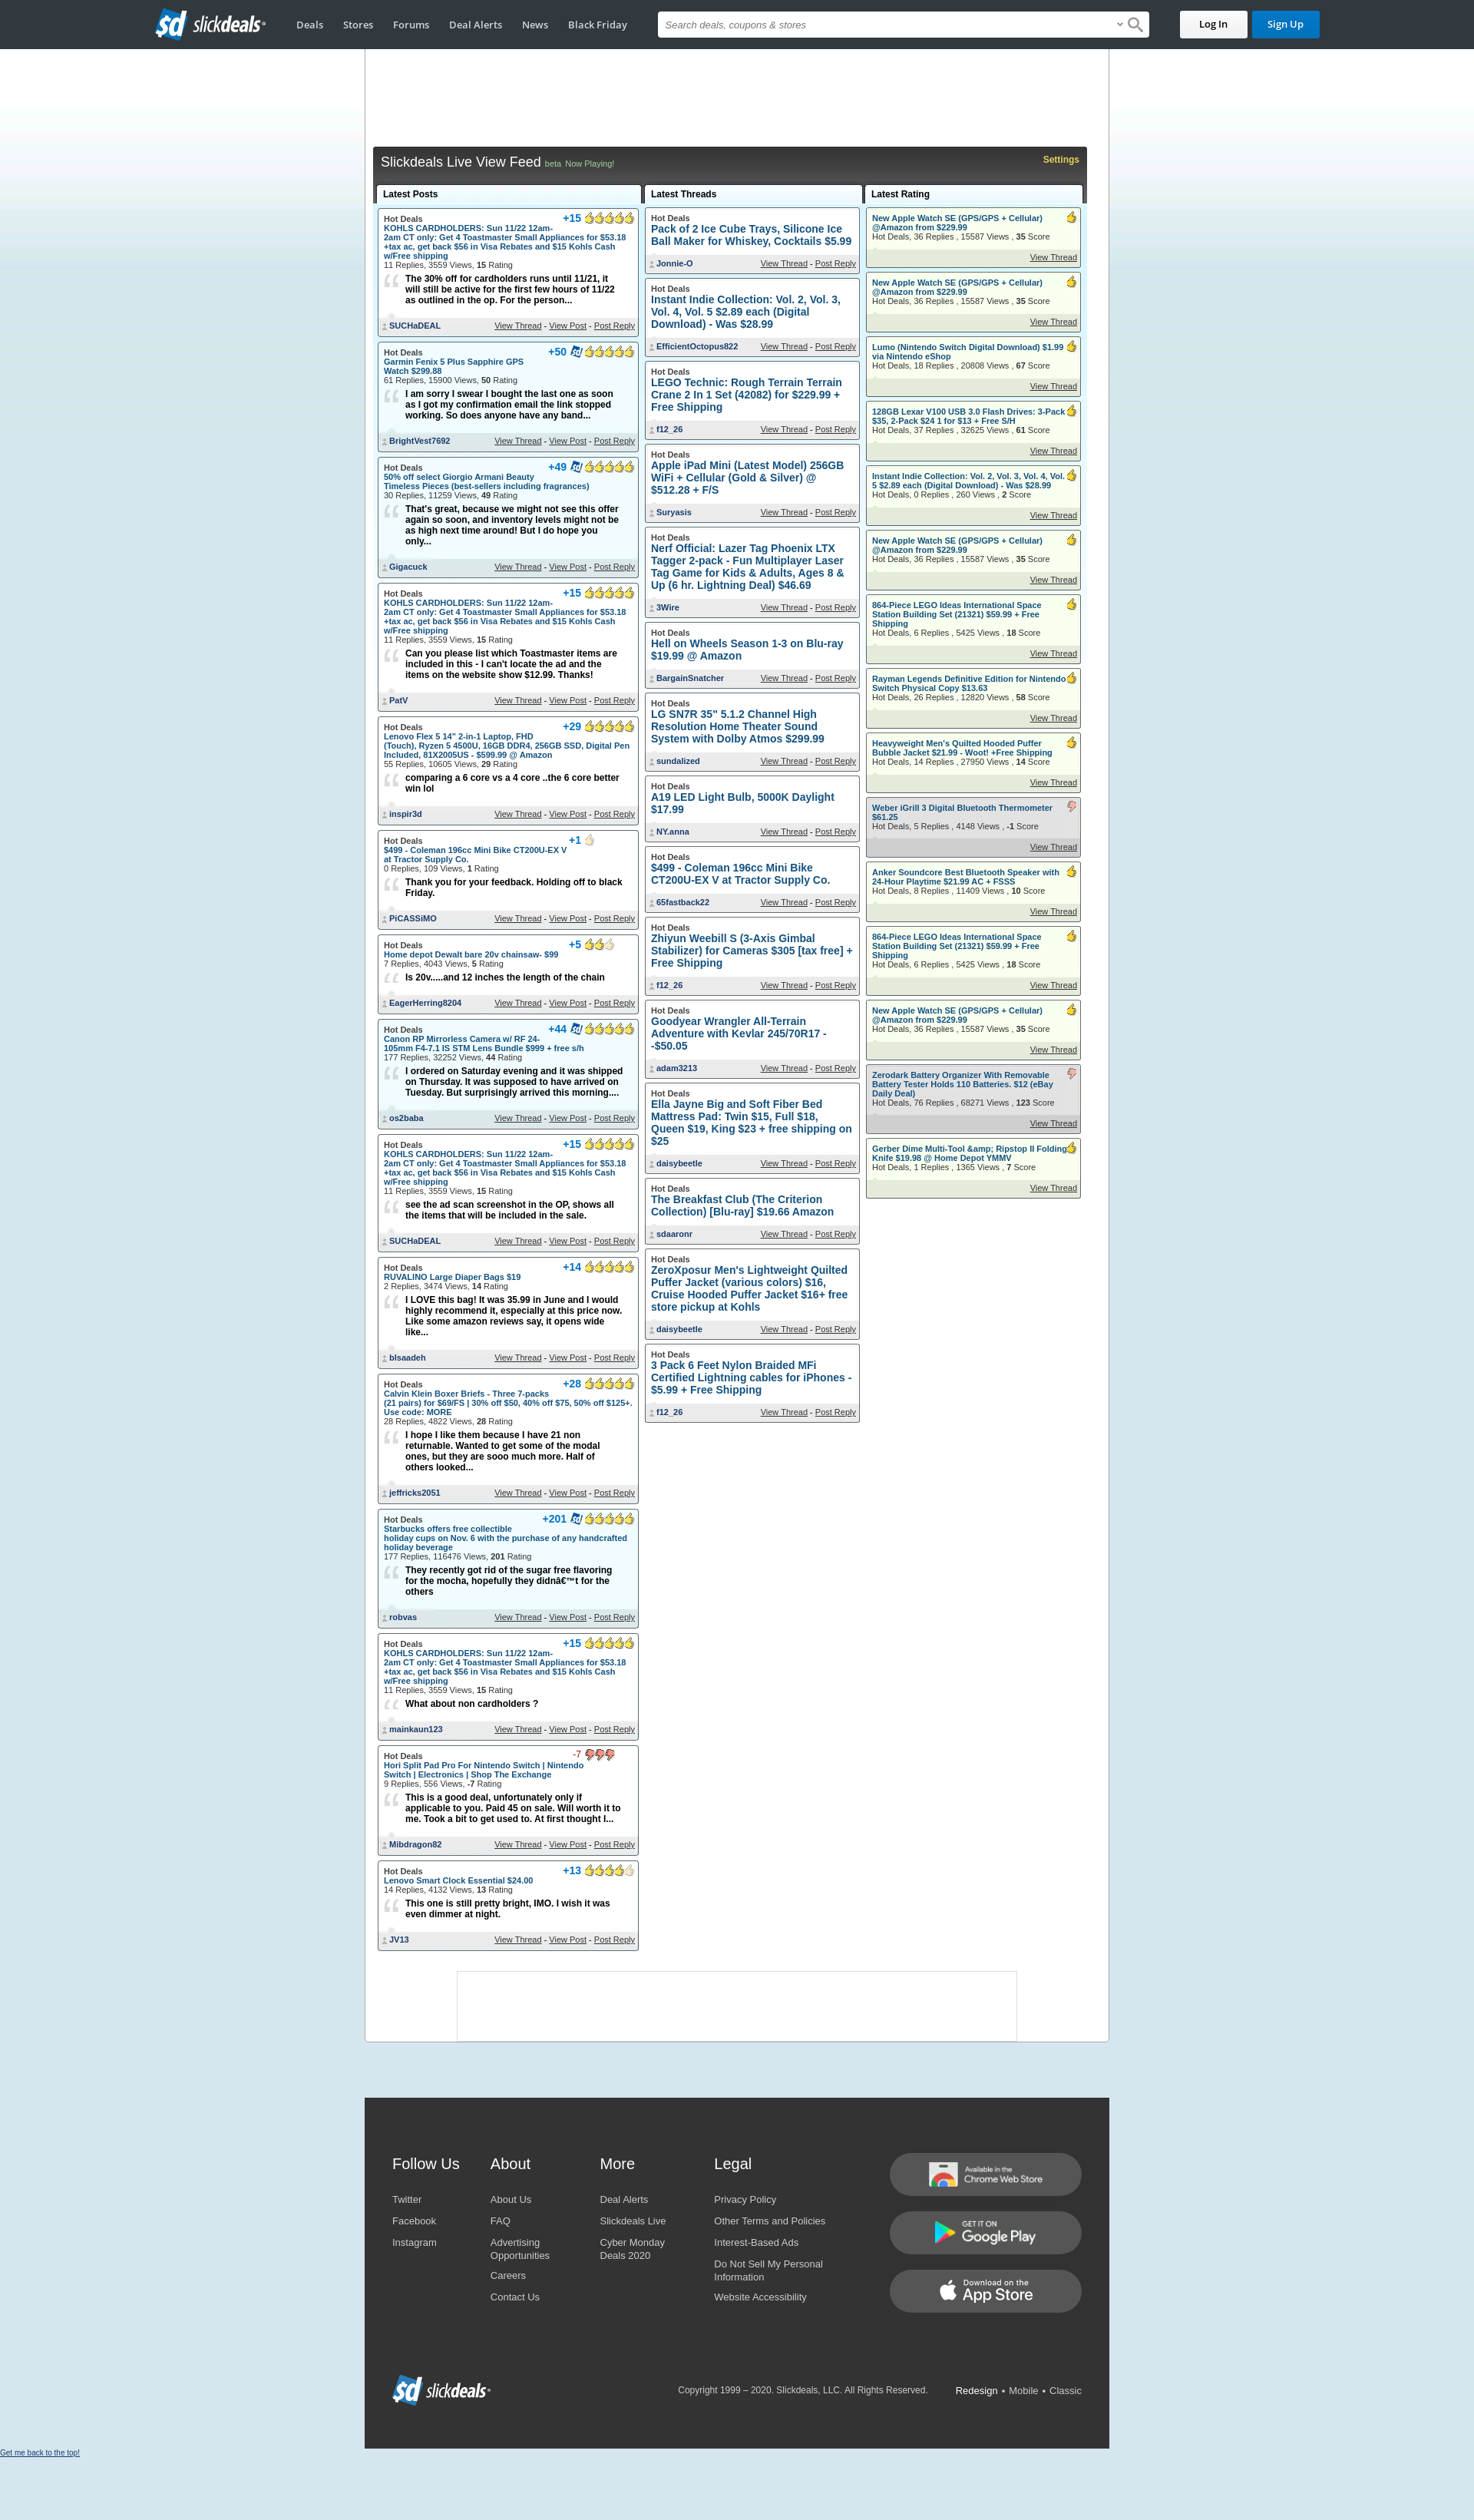 sd slickdeals
Deals Stores Forums Deal Alerts News Black Friday
Search deals, coupons & stores
Log In
Sign Up
Slickdeals Live View Feed beta Now Playing!
Settings
Latest Posts
Hot Deals +15
KOHLS CARDHOLDERS: Sun 11/22 12am-
2am CT only: Get 4 Toastmaster Small Appliances for $53.18
+tax ac, get back $56 in Visa Rebates and $15 Kohls Cash
w/Free shipping
11 Replies, 3559 Views, 15 Rating
The 30% off for cardholders runs until 11/21, it
will still be active for the first few hours of 11/22
as outlined in the op. For the person...
SUCHaDEAL View Thread - View Post - Post Reply
Hot Deals +50
Garmin Fenix 5 Plus Sapphire GPS
Watch $299.88
61 Replies, 15900 Views, 50 Rating
I am sorry I swear I bought the last one as soon
as I got my confirmation email the link stopped
working. So does anyone have any band...
BrightVest7692 View Thread - View Post - Post Reply
Hot Deals +49
50% off select Giorgio Armani Beauty
Timeless Pieces (best-sellers including fragrances)
30 Replies, 11259 Views, 49 Rating
That's great, because we might not see this offer
again so soon, and inventory levels might not be
as high next time around! But I do hope you
only...
Gigacuck View Thread - View Post - Post Reply
Hot Deals +15
KOHLS CARDHOLDERS: Sun 11/22 12am-
2am CT only: Get 4 Toastmaster Small Appliances for $53.18
+tax ac, get back $56 in Visa Rebates and $15 Kohls Cash
w/Free shipping
11 Replies, 3559 Views, 15 Rating
Can you please list which Toastmaster items are
included in this - I can't locate the ad and the
items on the website show $12.99. Thanks!
PatV View Thread - View Post - Post Reply
Hot Deals +29
Lenovo Flex 5 14" 2-in-1 Laptop, FHD
(Touch), Ryzen 5 4500U, 16GB DDR4, 256GB SSD, Digital Pen
Included, 81X2005US - $599.99 @ Amazon
55 Replies, 10605 Views, 29 Rating
comparing a 6 core vs a 4 core ..the 6 core better
win lol
inspir3d View Thread - View Post - Post Reply
Hot Deals +1
$499 - Coleman 196cc Mini Bike CT200U-EX V
at Tractor Supply Co.
0 Replies, 109 Views, 1 Rating
Thank you for your feedback. Holding off to black
Friday.
PiCASSiMO View Thread - View Post - Post Reply
Hot Deals +5
Home depot Dewalt bare 20v chainsaw- $99
7 Replies, 4043 Views, 5 Rating
Is 20v.....and 12 inches the length of the chain
EagerHerring8204 View Thread - View Post - Post Reply
Hot Deals +44
Canon RP Mirrorless Camera w/ RF 24-
105mm F4-7.1 IS STM Lens Bundle $999 + free s/h
177 Replies, 32252 Views, 44 Rating
I ordered on Saturday evening and it was shipped
on Thursday. It was supposed to have arrived on
Tuesday. But surprisingly arrived this morning....
os2baba View Thread - View Post - Post Reply
Hot Deals +15
KOHLS CARDHOLDERS: Sun 11/22 12am-
2am CT only: Get 4 Toastmaster Small Appliances for $53.18
+tax ac, get back $56 in Visa Rebates and $15 Kohls Cash
w/Free shipping
11 Replies, 3559 Views, 15 Rating
see the ad scan screenshot in the OP, shows all
the items that will be included in the sale.
SUCHaDEAL View Thread - View Post - Post Reply
Hot Deals +14
RUVALINO Large Diaper Bags $19
2 Replies, 3474 Views, 14 Rating
I LOVE this bag! It was 35.99 in June and I would
highly recommend it, especially at this price now.
Like some amazon reviews say, it opens wide
like...
blsaadeh View Thread - View Post - Post Reply
Hot Deals +28
Calvin Klein Boxer Briefs - Three 7-packs
(21 pairs) for $69/FS | 30% off $50, 40% off $75, 50% off $125+.
Use code: MORE
28 Replies, 4822 Views, 28 Rating
I hope I like them because I have 21 non
returnable. Wanted to get some of the modal
ones, but they are sooo much more. Half of
others looked...
jeffricks2051 View Thread - View Post - Post Reply
Hot Deals +201
Starbucks offers free collectible
holiday cups on Nov. 6 with the purchase of any handcrafted
holiday beverage
177 Replies, 116476 Views, 201 Rating
They recently got rid of the sugar free flavoring
for the mocha, hopefully they didnâ€™t for the
others
robvas View Thread - View Post - Post Reply
Hot Deals +15
KOHLS CARDHOLDERS: Sun 11/22 12am-
2am CT only: Get 4 Toastmaster Small Appliances for $53.18
+tax ac, get back $56 in Visa Rebates and $15 Kohls Cash
w/Free shipping
11 Replies, 3559 Views, 15 Rating
What about non cardholders ?
mainkaun123 View Thread - View Post - Post Reply
Hot Deals -7
Hori Split Pad Pro For Nintendo Switch | Nintendo
Switch | Electronics | Shop The Exchange
9 Replies, 556 Views, -7 Rating
This is a good deal, unfortunately only if
applicable to you. Paid 45 on sale. Will worth it to
me. Took a bit to get used to. At first thought I...
Mibdragon82 View Thread - View Post - Post Reply
Hot Deals +13
Lenovo Smart Clock Essential $24.00
14 Replies, 4132 Views, 13 Rating
This one is still pretty bright, IMO. I wish it was
even dimmer at night.
JV13 View Thread - View Post - Post Reply
Latest Threads
Hot Deals
Pack of 2 Ice Cube Trays, Silicone Ice
Ball Maker for Whiskey, Cocktails $5.99
Jonnie-O View Thread - Post Reply
Hot Deals
Instant Indie Collection: Vol. 2, Vol. 3,
Vol. 4, Vol. 5 $2.89 each (Digital
Download) - Was $28.99
EfficientOctopus822 View Thread - Post Reply
Hot Deals
LEGO Technic: Rough Terrain Terrain
Crane 2 In 1 Set (42082) for $229.99 +
Free Shipping
f12_26 View Thread - Post Reply
Hot Deals
Apple iPad Mini (Latest Model) 256GB
WiFi + Cellular (Gold & Silver) @
$512.28 + F/S
Suryasis View Thread - Post Reply
Hot Deals
Nerf Official: Lazer Tag Phoenix LTX
Tagger 2-pack - Fun Multiplayer Laser
Tag Game for Kids & Adults, Ages 8 &
Up (6 hr. Lightning Deal) $46.69
3Wire View Thread - Post Reply
Hot Deals
Hell on Wheels Season 1-3 on Blu-ray
$19.99 @ Amazon
BargainSnatcher View Thread - Post Reply
Hot Deals
LG SN7R 35" 5.1.2 Channel High
Resolution Home Theater Sound
System with Dolby Atmos $299.99
sundalized View Thread - Post Reply
Hot Deals
A19 LED Light Bulb, 5000K Daylight
$17.99
NY.anna View Thread - Post Reply
Hot Deals
$499 - Coleman 196cc Mini Bike
CT200U-EX V at Tractor Supply Co.
65fastback22 View Thread - Post Reply
Hot Deals
Zhiyun Weebill S (3-Axis Gimbal
Stabilizer) for Cameras $305 [tax free] +
Free Shipping
f12_26 View Thread - Post Reply
Hot Deals
Goodyear Wrangler All-Terrain
Adventure with Kevlar 245/70R17 -
-$50.05
adam3213 View Thread - Post Reply
Hot Deals
Ella Jayne Big and Soft Fiber Bed
Mattress Pad: Twin $15, Full $18,
Queen $19, King $23 + free shipping on
$25
daisybeetle View Thread - Post Reply
Hot Deals
The Breakfast Club (The Criterion
Collection) [Blu-ray] $19.66 Amazon
sdaaronr View Thread - Post Reply
Hot Deals
ZeroXposur Men's Lightweight Quilted
Puffer Jacket (various colors) $16,
Cruise Hooded Puffer Jacket $16+ free
store pickup at Kohls
daisybeetle View Thread - Post Reply
Hot Deals
3 Pack 6 Feet Nylon Braided MFi
Certified Lightning cables for iPhones -
$5.99 + Free Shipping
f12_26 View Thread - Post Reply
Latest Rating
New Apple Watch SE (GPS/GPS + Cellular)
@Amazon from $229.99
Hot Deals, 36 Replies , 15587 Views , 35 Score
View Thread
New Apple Watch SE (GPS/GPS + Cellular)
@Amazon from $229.99
Hot Deals, 36 Replies , 15587 Views , 35 Score
View Thread
Lumo (Nintendo Switch Digital Download) $1.99
via Nintendo eShop
Hot Deals, 18 Replies , 20808 Views , 67 Score
View Thread
128GB Lexar V100 USB 3.0 Flash Drives: 3-Pack
$35, 2-Pack $24 1 for $13 + Free S/H
Hot Deals, 37 Replies , 32625 Views , 61 Score
View Thread
Instant Indie Collection: Vol. 2, Vol. 3, Vol. 4, Vol.
5 $2.89 each (Digital Download) - Was $28.99
Hot Deals, 0 Replies , 260 Views , 2 Score
View Thread
New Apple Watch SE (GPS/GPS + Cellular)
@Amazon from $229.99
Hot Deals, 36 Replies , 15587 Views , 35 Score
View Thread
864-Piece LEGO Ideas International Space
Station Building Set (21321) $59.99 + Free
Shipping
Hot Deals, 6 Replies , 5425 Views , 18 Score
View Thread
Rayman Legends Definitive Edition for Nintendo
Switch Physical Copy $13.63
Hot Deals, 26 Replies , 12820 Views , 58 Score
View Thread
Heavyweight Men's Quilted Hooded Puffer
Bubble Jacket $21.99 - Woot! +Free Shipping
Hot Deals, 14 Replies , 27950 Views , 14 Score
View Thread
Weber iGrill 3 Digital Bluetooth Thermometer
$61.25
Hot Deals, 5 Replies , 4148 Views , -1 Score
View Thread
Anker Soundcore Best Bluetooth Speaker with
24-Hour Playtime $21.99 AC + FSSS
Hot Deals, 8 Replies , 11409 Views , 10 Score
View Thread
864-Piece LEGO Ideas International Space
Station Building Set (21321) $59.99 + Free
Shipping
Hot Deals, 6 Replies , 5425 Views , 18 Score
View Thread
New Apple Watch SE (GPS/GPS + Cellular)
@Amazon from $229.99
Hot Deals, 36 Replies , 15587 Views , 35 Score
View Thread
Zerodark Battery Organizer With Removable
Battery Tester Holds 110 Batteries. $12 (eBay
Daily Deal)
Hot Deals, 76 Replies , 68271 Views , 123 Score
View Thread
Gerber Dime Multi-Tool &amp; Ripstop II Folding
Knife $19.98 @ Home Depot YMMV
Hot Deals, 1 Replies , 1365 Views , 7 Score
View Thread
Follow Us
Twitter
Facebook
Instagram
About
About Us
FAQ
Advertising
Opportunities
Careers
Contact Us
More
Deal Alerts
Slickdeals Live
Cyber Monday
Deals 2020
Legal
Privacy Policy
Other Terms and Policies
Interest-Based Ads
Do Not Sell My Personal
Information
Website Accessibility
Available in the
Chrome Web Store
GET IT ON
Google Play
Download on the
App Store
sd slickdeals
Copyright 1999 – 2020. Slickdeals, LLC. All Rights Reserved.
Redesign • Mobile • Classic
Get me back to the top!